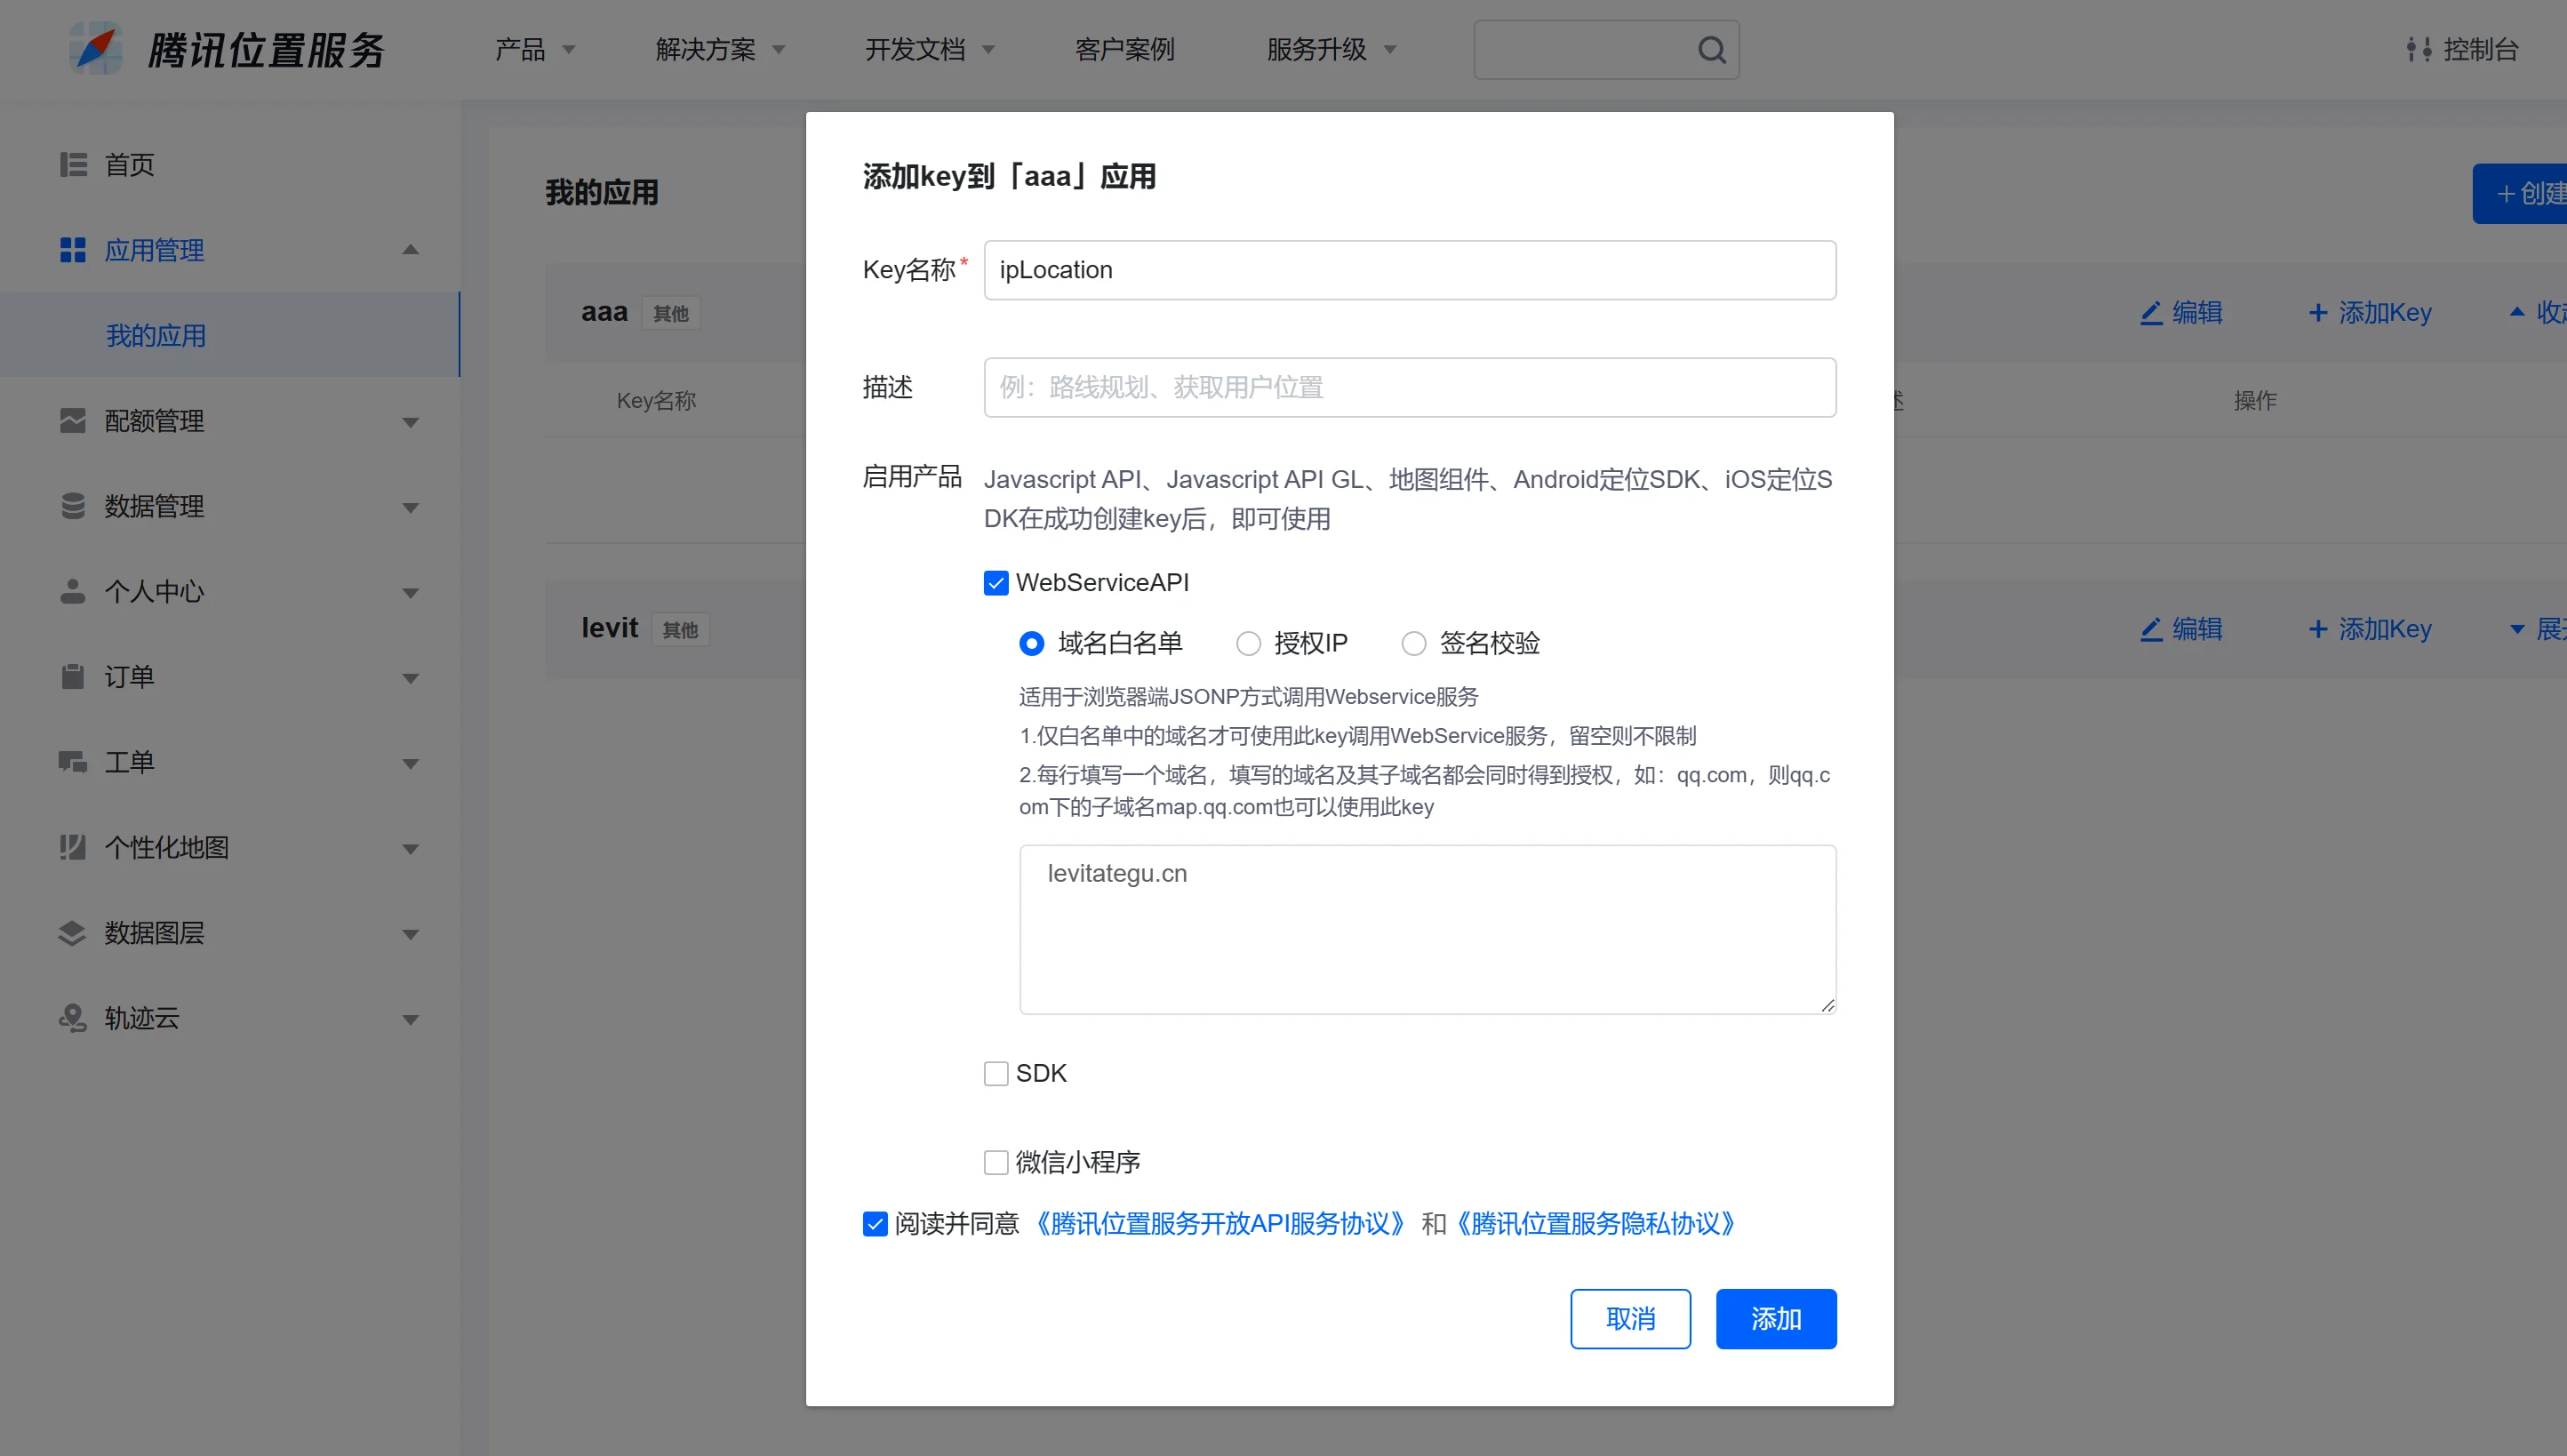 腾讯位置服务
产品
解决方案
开发文档
客户案例
服务升级
控制台
首页
应用管理
我的应用
配额管理
数据管理
个人中心
订单
工单
个性化地图
数据图层
轨迹云
我的应用
创建
aaa 其他
编辑
添加Key
收起
Key名称
操作
levit 其他
编辑
添加Key
展开
添加key到「aaa」应用
Key名称*
ipLocation
描述
例：路线规划、获取用户位置
启用产品
Javascript API、Javascript API GL、地图组件、Android定位SDK、iOS定位S
DK在成功创建key后，即可使用
WebServiceAPI
域名白名单
授权IP
签名校验
适用于浏览器端JSONP方式调用Webservice服务
1.仅白名单中的域名才可使用此key调用WebService服务，留空则不限制
2.每行填写一个域名，填写的域名及其子域名都会同时得到授权，如：qq.com，则qq.c
om下的子域名map.qq.com也可以使用此key
levitategu.cn
SDK
微信小程序
阅读并同意 《腾讯位置服务开放API服务协议》 和《腾讯位置服务隐私协议》
取消
添加